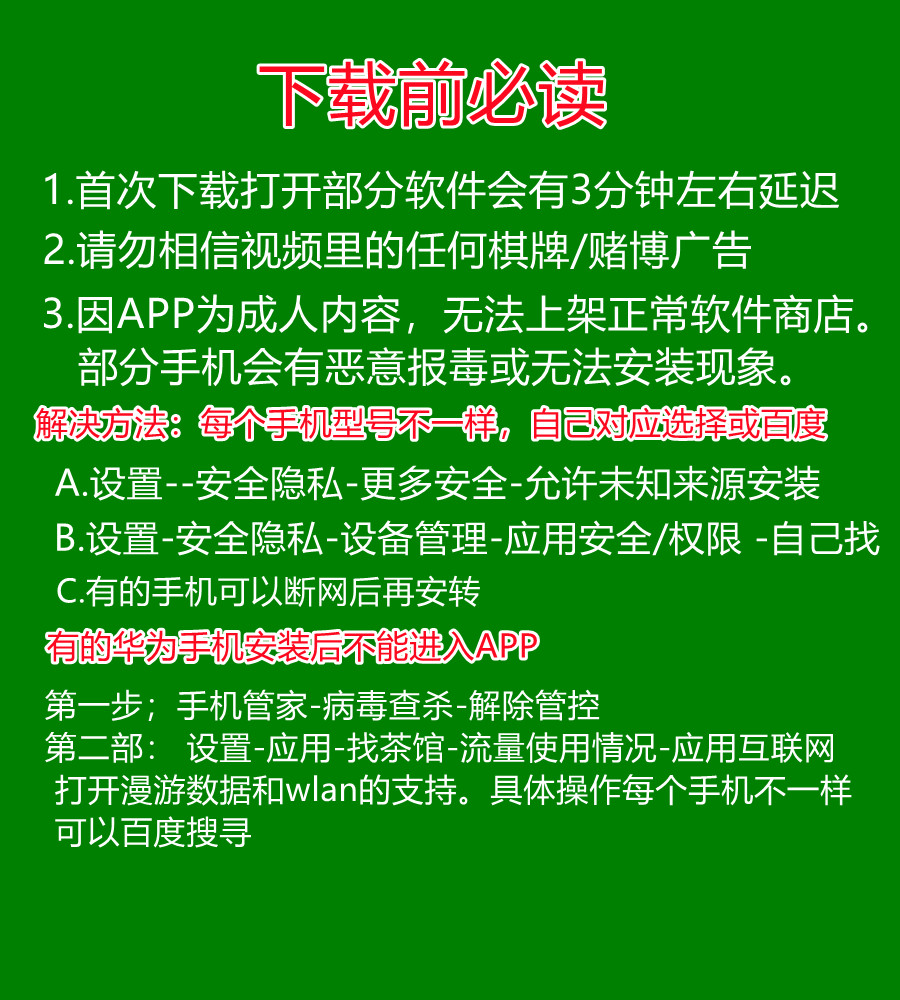 下载前必读
1.首次下载打开部分软件会有3分钟左右延迟
2.请勿相信视频里的任何棋牌/赌博广告
3.因APP为成人内容，无法上架正常软件商店。
部分手机会有恶意报毒或无法安装现象。
解决方法：每个手机型号不一样，自己对应选择或百度
A.设置--安全隐私-更多安全-允许未知来源安装
B.设置-安全隐私-设备管理-应用安全/权限 -自己找
C.有的手机可以断网后再安转
有的华为手机安装后不能进入APP
第一步；手机管家-病毒查杀-解除管控
第二部： 设置-应用-找茶馆-流量使用情况-应用互联网
打开漫游数据和wlan的支持。具体操作每个手机不一样
可以百度搜寻